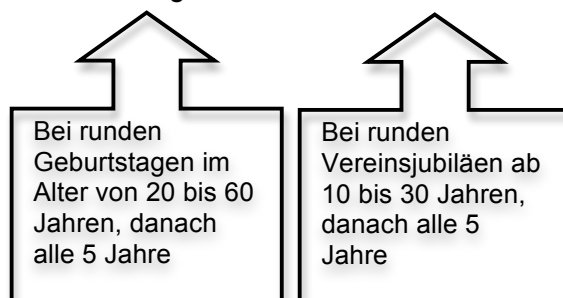 Bei runden
Geburtstagen im
Alter von 20 bis 60
Jahren, danach
alle 5 Jahre
Bei runden
Vereinsjubiläen ab
10 bis 30 Jahren,
danach alle 5
Jahre